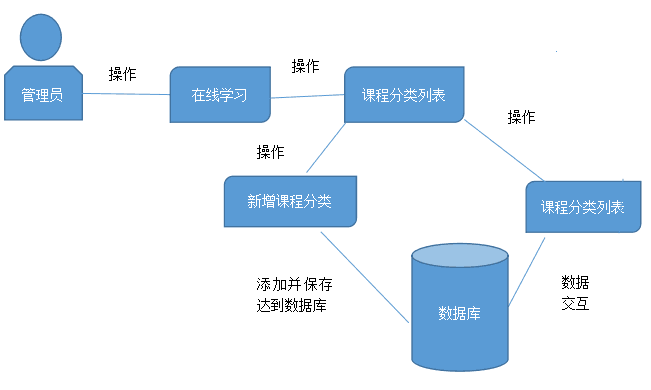 操作
操作
管理员
在线学习
课程分类列表
操作
操作
新增课程分类
课程分类列表
添加并保存
达到数据库
数据
交互
数据库